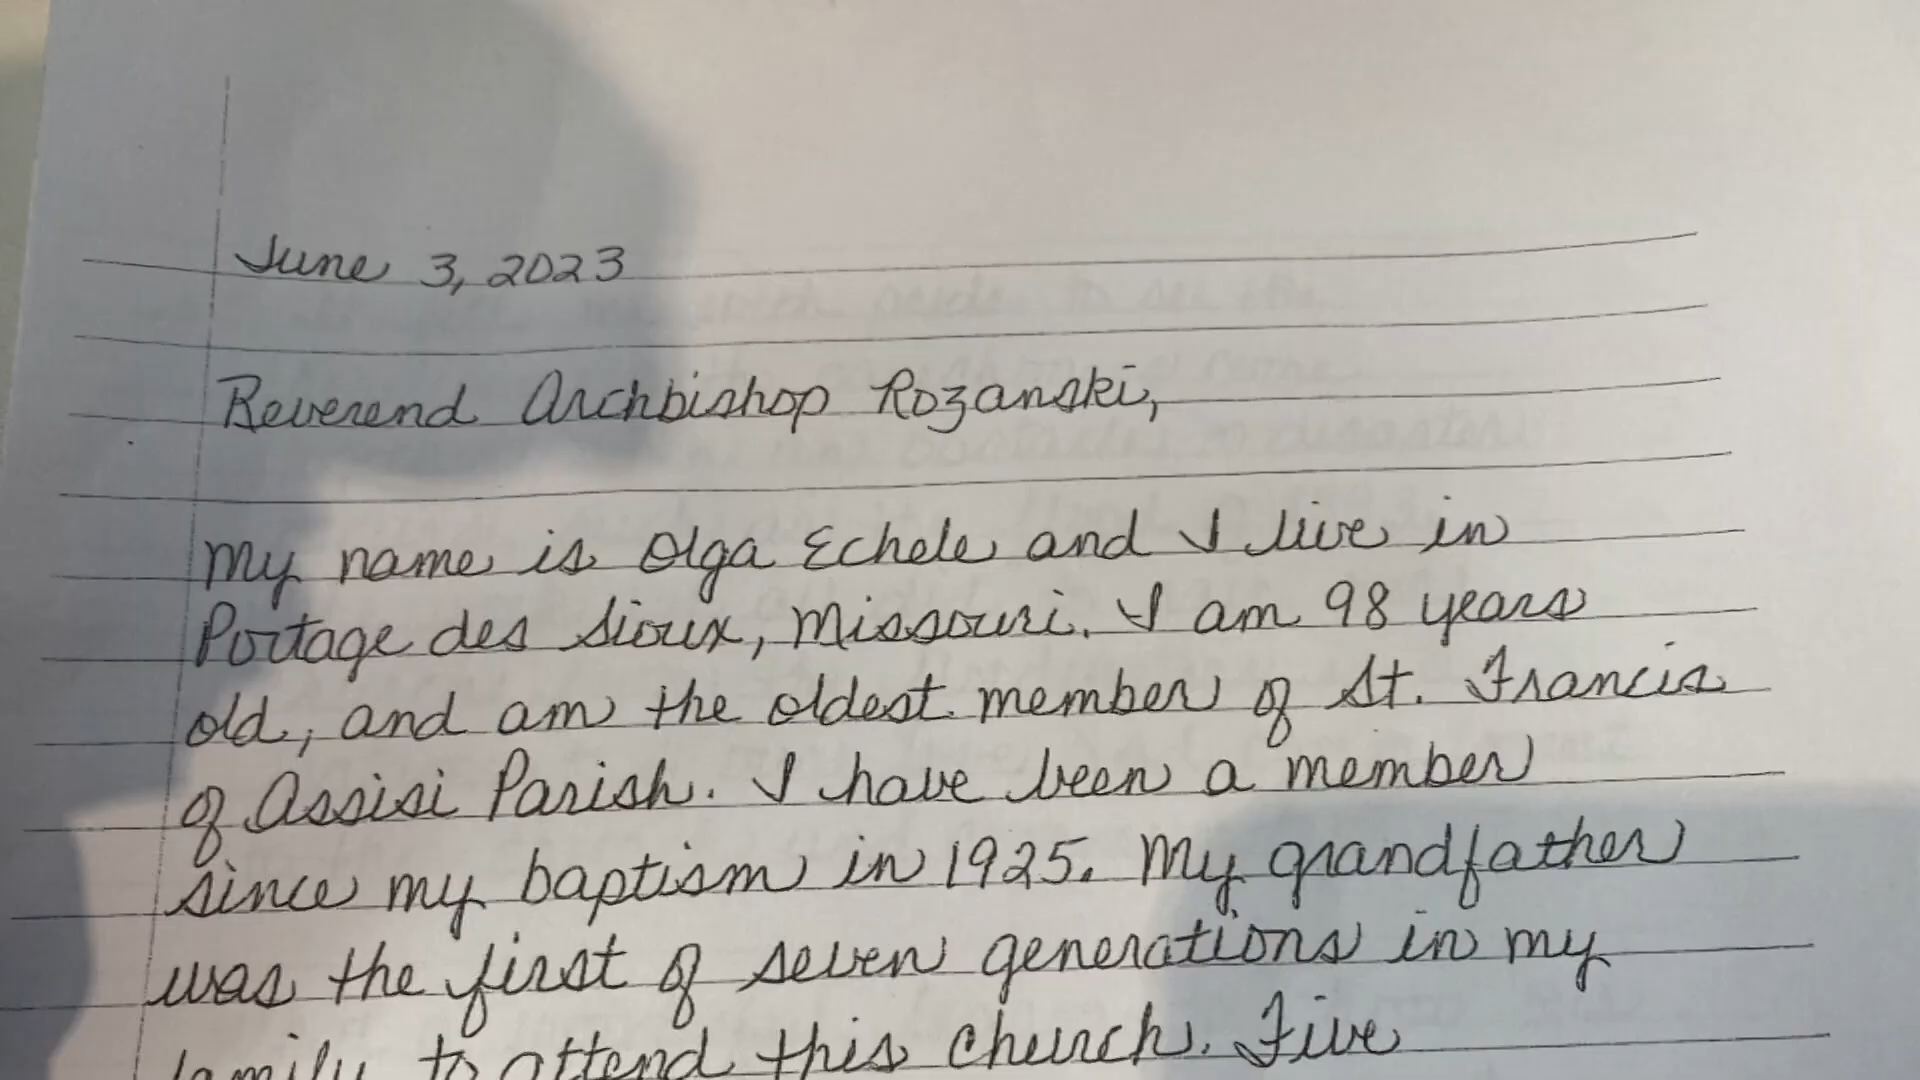 June 3, 2023
Reverend Archbishop Rozanski,
My name is Olga Echele and I live in
Portage des Sioux, Missouri. I am 98 years
old, and am the oldest member of St. Francis
of Assisi Parish. I have been a member
since my baptism in 1925. My grandfather
was the first of seven generations in my
family to attend this church. Five